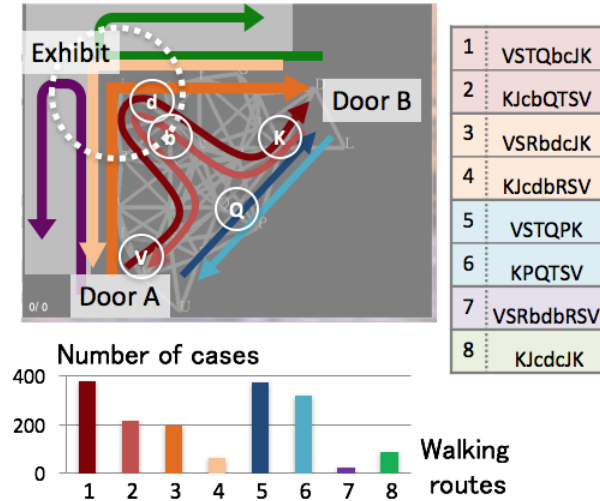 Exhibit
d
Door B
b
K
L
Q
P
V
Door A
U
0/ 0
1 VSTQbcJK
2 KJcbQTSV
3 VSRbdcJK
4 KJcdbRSV
5 VSTQPK
6 KPQTSV
7 VSRbdbRSV
8 KJcdcJK
Number of cases
400
200
0
1 2 3 4 5 6 7 8
Walking
routes